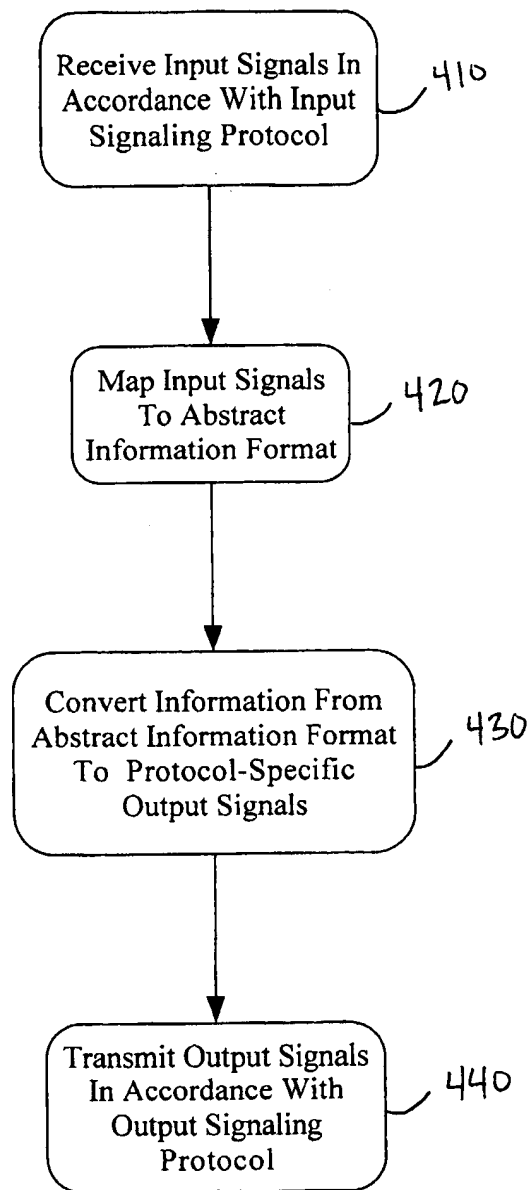 Receive Input Signals In
Accordance With Input
Signaling Protocol
410
Map Input Signals
To Abstract
Information Format
420
Convert Information From
Abstract Information Format
To Protocol-Specific
Output Signals
430
Transmit Output Signals
In Accordance With
Output Signaling
Protocol
440